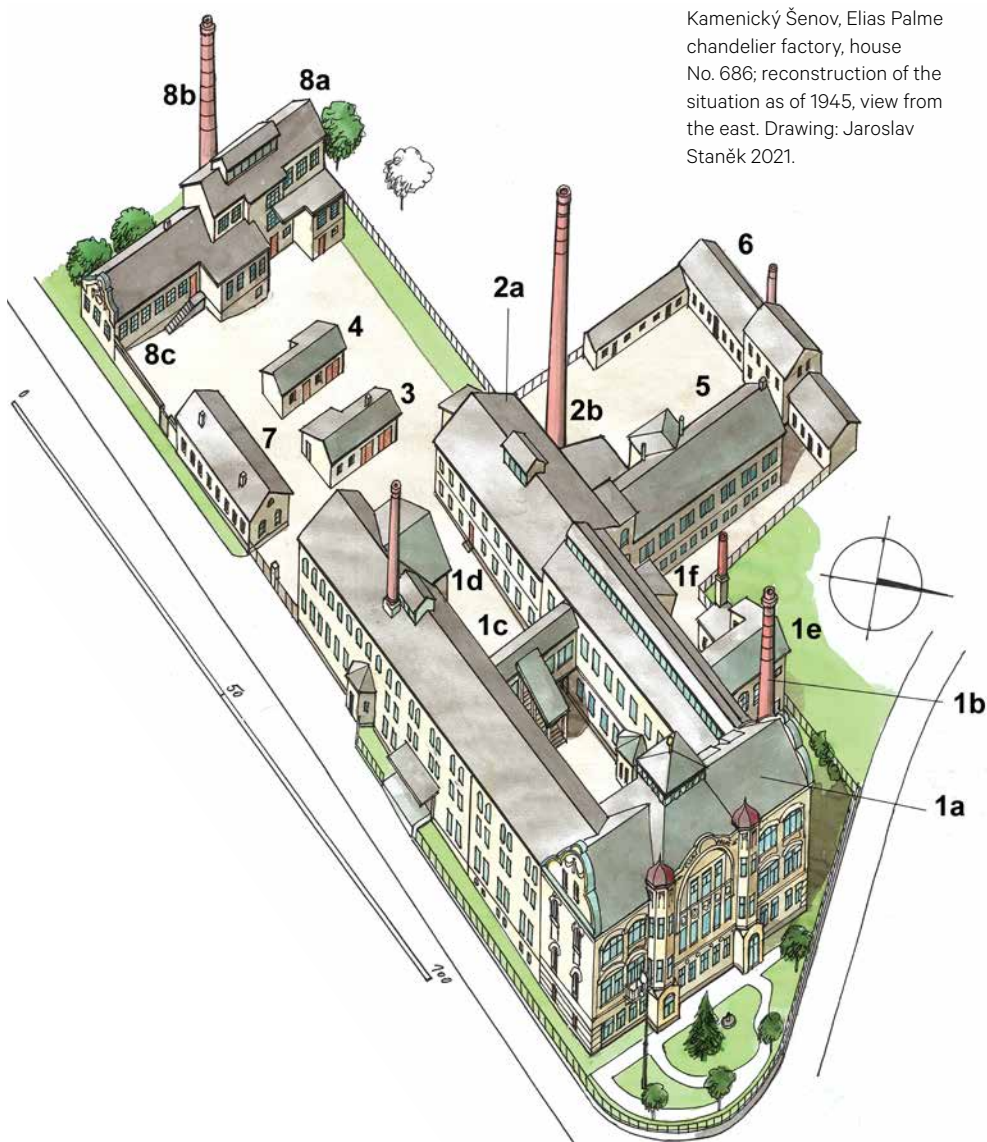 Kamenický Šenov, Elias Palme
chandelier factory, house
No. 686; reconstruction of the
situation as of 1945, view from
the east. Drawing: Jaroslav
Staněk 2021.
8b
8a
6
2a
4
5
8c
3
2b
7
1d
1f
1c
1e
1b
1a
0
50
100